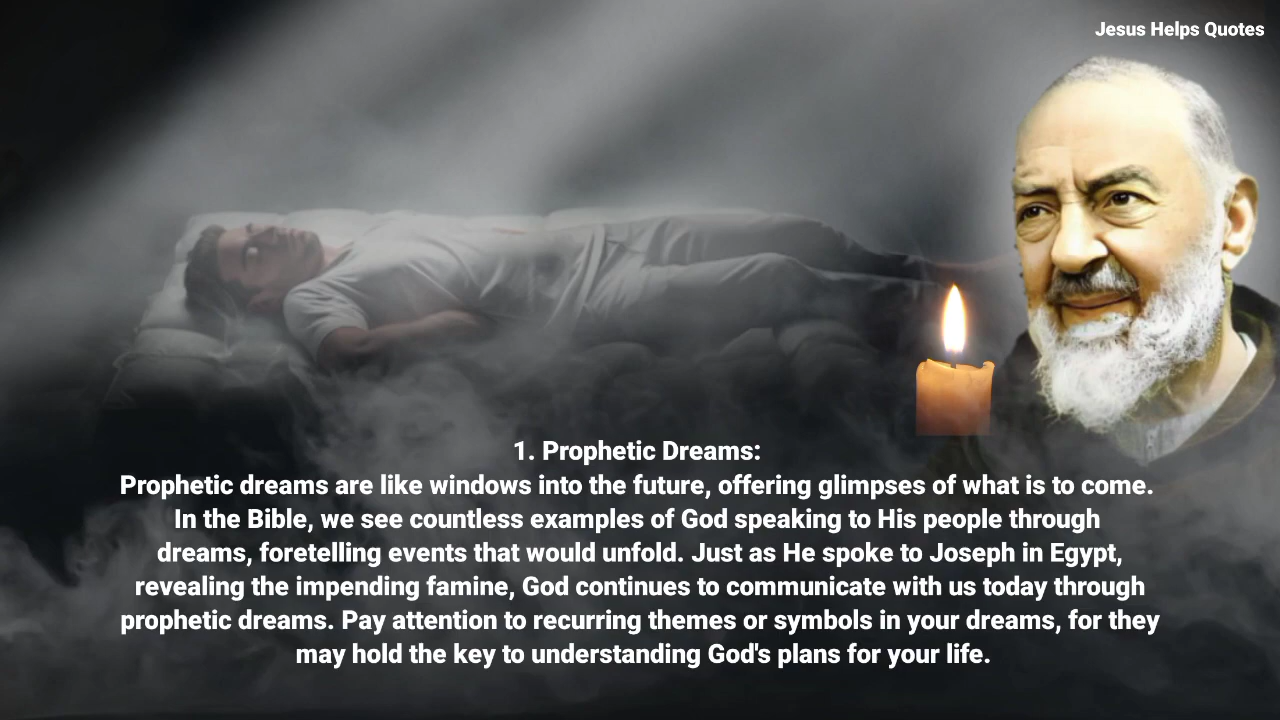 Jesus Helps Quotes
1. Prophetic Dreams:
Prophetic dreams are like windows into the future, offering glimpses of what is to come.
In the Bible, we see countless examples of God speaking to His people through
dreams, foretelling events that would unfold. Just as He spoke to Joseph in Egypt,
revealing the impending famine, God continues to communicate with us today through
prophetic dreams. Pay attention to recurring themes or symbols in your dreams, for they
may hold the key to understanding God's plans for your life.